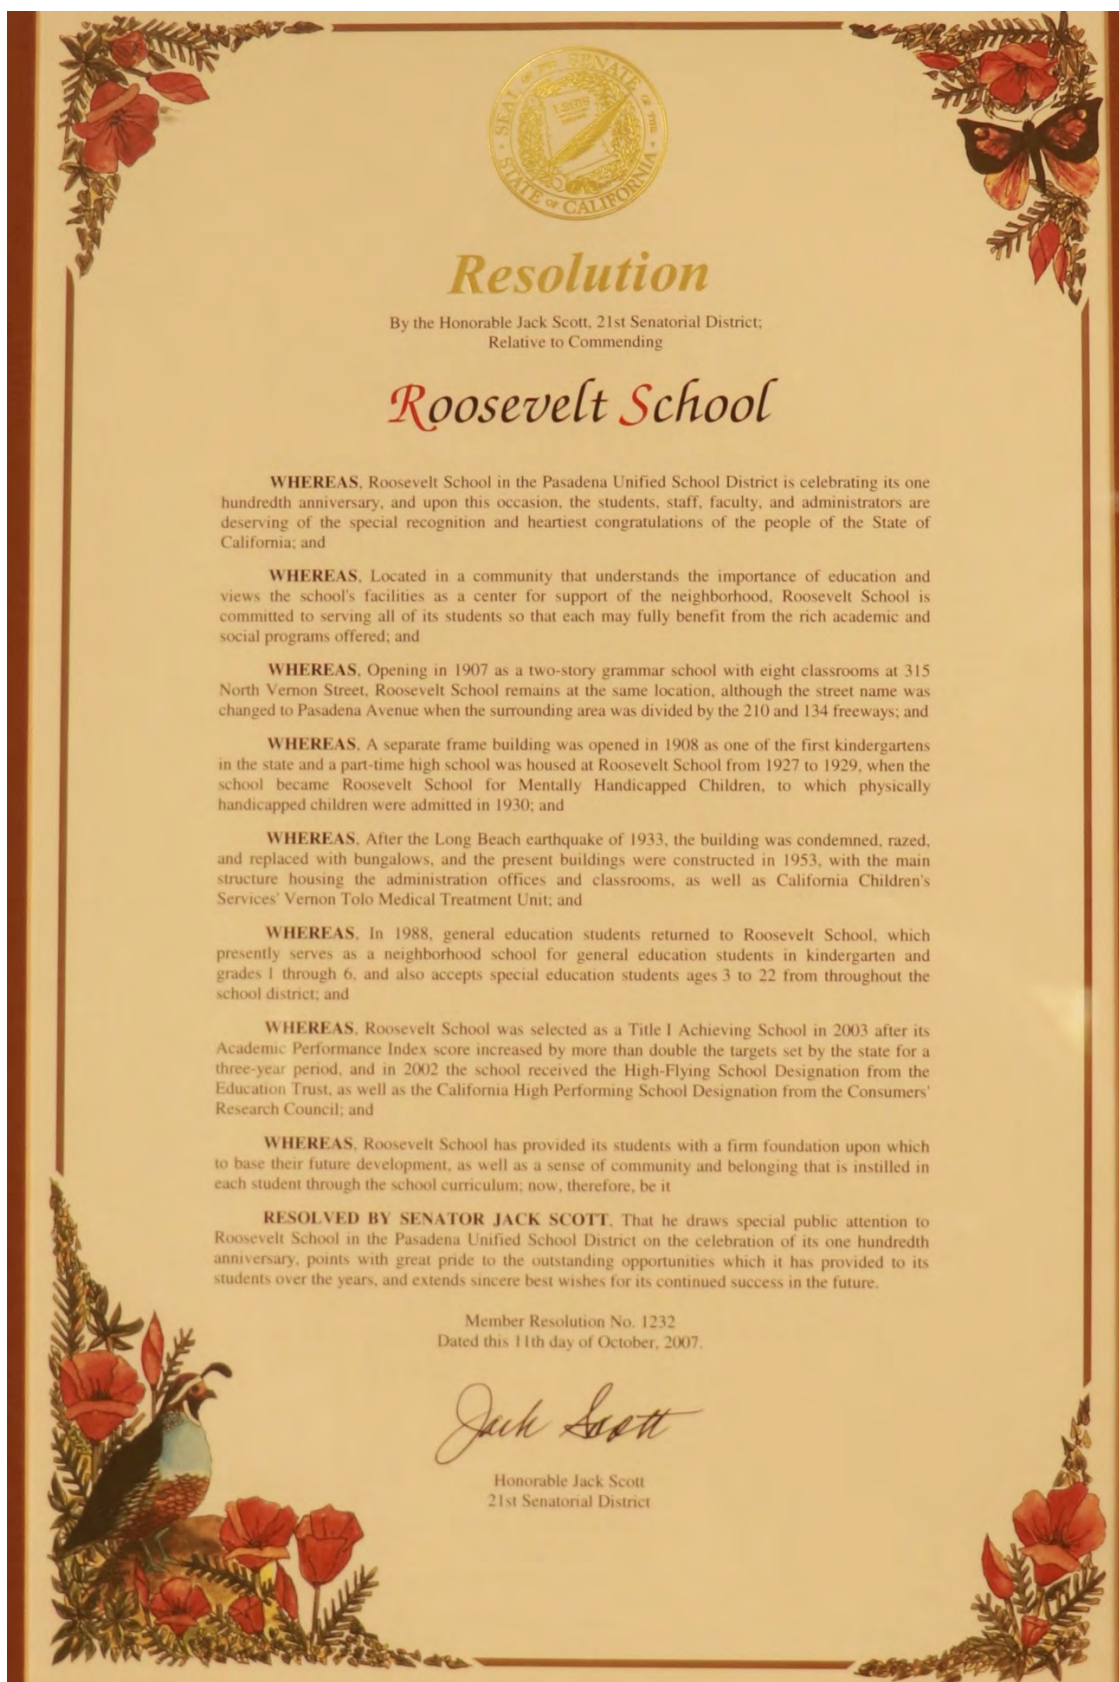 SEAL OF THE SENATE OF THE STATE OF CALIFORNIA
Resolution
By the Honorable Jack Scott, 21st Senatorial District;
Relative to Commending
Roosevelt School
WHEREAS, Roosevelt School in the Pasadena Unified School District is celebrating its one
hundredth anniversary, and upon this occasion, the students, staff, faculty, and administrators are
deserving of the special recognition and heartiest congratulations of the people of the State of
California; and
WHEREAS, Located in a community that understands the importance of education and
views the school's facilities as a center for support of the neighborhood, Roosevelt School is
committed to serving all of its students so that each may fully benefit from the rich academic and
social programs offered; and
WHEREAS, Opening in 1907 as a two-story grammar school with eight classrooms at 315
North Vernon Street, Roosevelt School remains at the same location, although the street name was
changed to Pasadena Avenue when the surrounding area was divided by the 210 and 134 freeways; and
WHEREAS, A separate frame building was opened in 1908 as one of the first kindergartens
in the state and a part-time high school was housed at Roosevelt School from 1927 to 1929, when the
school became Roosevelt School for Mentally Handicapped Children, to which physically
handicapped children were admitted in 1930; and
WHEREAS, After the Long Beach earthquake of 1933, the building was condemned, razed,
and replaced with bungalows, and the present buildings were constructed in 1953, with the main
structure housing the administration offices and classrooms, as well as California Children's
Services' Vernon Tolo Medical Treatment Unit; and
WHEREAS, In 1988, general education students returned to Roosevelt School, which
presently serves as a neighborhood school for general education students in kindergarten and
grades 1 through 6, and also accepts special education students ages 3 to 22 from throughout the
school district; and
WHEREAS, Roosevelt School was selected as a Title I Achieving School in 2003 after its
Academic Performance Index score increased by more than double the targets set by the state for a
three-year period, and in 2002 the school received the High-Flying School Designation from the
Education Trust, as well as the California High Performing School Designation from the Consumers'
Research Council; and
WHEREAS, Roosevelt School has provided its students with a firm foundation upon which
to base their future development, as well as a sense of community and belonging that is instilled in
each student through the school curriculum; now, therefore, be it
RESOLVED BY SENATOR JACK SCOTT, That he draws special public attention to
Roosevelt School in the Pasadena Unified School District on the celebration of its one hundredth
anniversary, points with great pride to the outstanding opportunities which it has provided to its
students over the years, and extends sincere best wishes for its continued success in the future.
Member Resolution No. 1232
Dated this 11th day of October, 2007.
Jack Scott
Honorable Jack Scott
21st Senatorial District